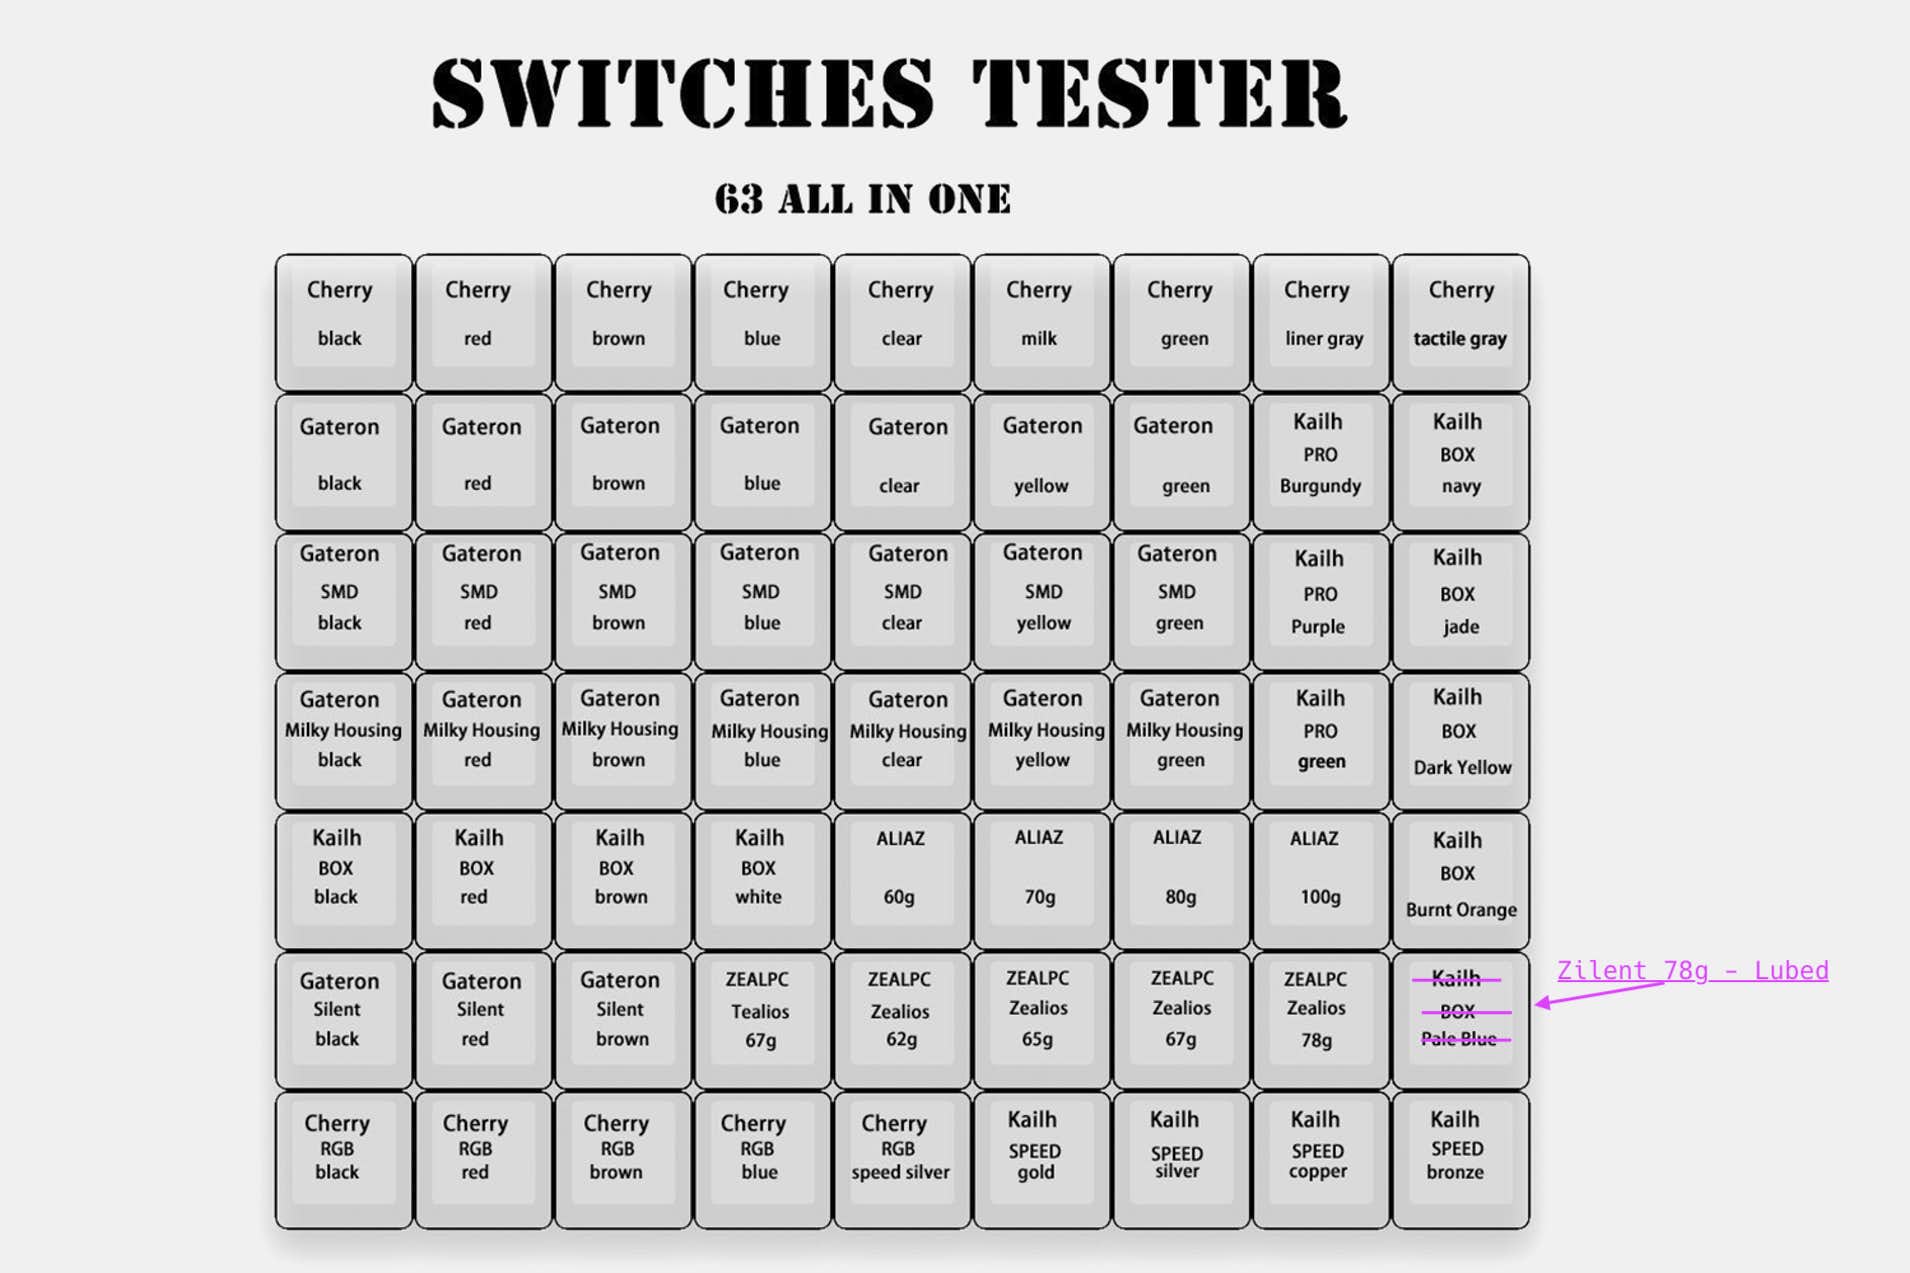 SWITCHES TESTER
63 ALL IN ONE
Cherry
black
Cherry
red
Cherry
brown
Cherry
blue
Cherry
clear
Cherry
milk
Cherry
green
Cherry
liner gray
Cherry
tactile gray
Gateron
black
Gateron
red
Gateron
brown
Gateron
blue
Gateron
clear
Gateron
yellow
Gateron
green
Kailh
PRO
Burgundy
Kailh
BOX
navy
Gateron
SMD
black
Gateron
SMD
red
Gateron
SMD
brown
Gateron
SMD
blue
Gateron
SMD
clear
Gateron
SMD
yellow
Gateron
SMD
green
Kailh
PRO
Purple
Kailh
BOX
jade
Gateron
Milky Housing
black
Gateron
Milky Housing
red
Gateron
Milky Housing
brown
Gateron
Milky Housing
blue
Gateron
Milky Housing
clear
Gateron
Milky Housing
yellow
Gateron
Milky Housing
green
Kailh
PRO
green
Kailh
BOX
Dark Yellow
Kailh
BOX
black
Kailh
BOX
red
Kailh
BOX
brown
Kailh
BOX
white
ALIAZ
60g
ALIAZ
70g
ALIAZ
80g
ALIAZ
100g
Kailh
BOX
Burnt Orange
Gateron
Silent
black
Gateron
Silent
red
Gateron
Silent
brown
ZEALPC
Tealios
67g
ZEALPC
Zealios
62g
ZEALPC
Zealios
65g
ZEALPC
Zealios
67g
ZEALPC
Zealios
78g
Kailh
BOX
Pale Blue
Zilent 78g - Lubed
Cherry
RGB
black
Cherry
RGB
red
Cherry
RGB
brown
Cherry
RGB
blue
Cherry
RGB
speed silver
Kailh
SPEED
gold
Kailh
SPEED
silver
Kailh
SPEED
copper
Kailh
SPEED
bronze